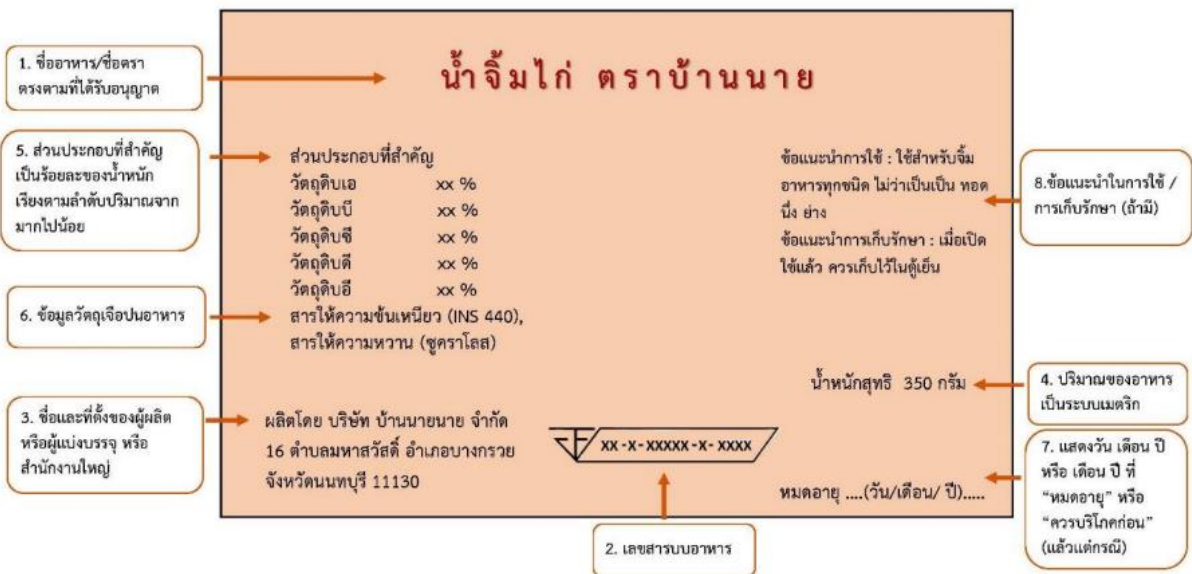 1. ชื่ออาหาร/ชื่อตรา
ตรงตามที่ได้รับอนุญาต
น้ำจิ้มไก่ ตราบ้านนาย
5. ส่วนประกอบที่สำคัญ
เป็นร้อยละของน้ำหนัก
เรียงตามลำดับปริมาณจาก
มากไปน้อย
ส่วนประกอบที่สำคัญ
วัตถุดิบเอ xx %
วัตถุดิบบี xx %
วัตถุดิบซี xx %
วัตถุดิบดี xx %
วัตถุดิบอี xx %
ข้อแนะนำการใช้ : ใช้สำหรับจิ้ม
อาหารทุกชนิด ไม่ว่าเป็นเป็น ทอด
นึ่ง ย่าง
ข้อแนะนำการเก็บรักษา : เมื่อเปิด
ใช้แล้ว ควรเก็บไว้ในตู้เย็น
8.ข้อแนะนำในการใช้ /
การเก็บรักษา (ถ้ามี)
6. ข้อมูลวัตถุเจือปนอาหาร
สารให้ความข้นเหนียว (INS 440),
สารให้ความหวาน (ซูคราโลส)
น้ำหนักสุทธิ 350 กรัม
4. ปริมาณของอาหาร
เป็นระบบเมตริก
3. ชื่อและที่ตั้งของผู้ผลิต
หรือผู้แบ่งบรรจุ หรือ
สำนักงานใหญ่
ผลิตโดย บริษัท บ้านนายนาย จำกัด
16 ตำบลมหาสวัสดิ์ อำเภอบางกรวย
จังหวัดนนทบุรี 11130
xx-x-xxxxx-x-xxxx
หมดอายุ ....(วัน/เดือน/ ปี).....
7. แสดงวัน เดือน ปี
หรือ เดือน ปี ที่
"หมดอายุ" หรือ
"ควรบริโภคก่อน"
(แล้วแต่กรณี)
2. เลขสารบบอาหาร